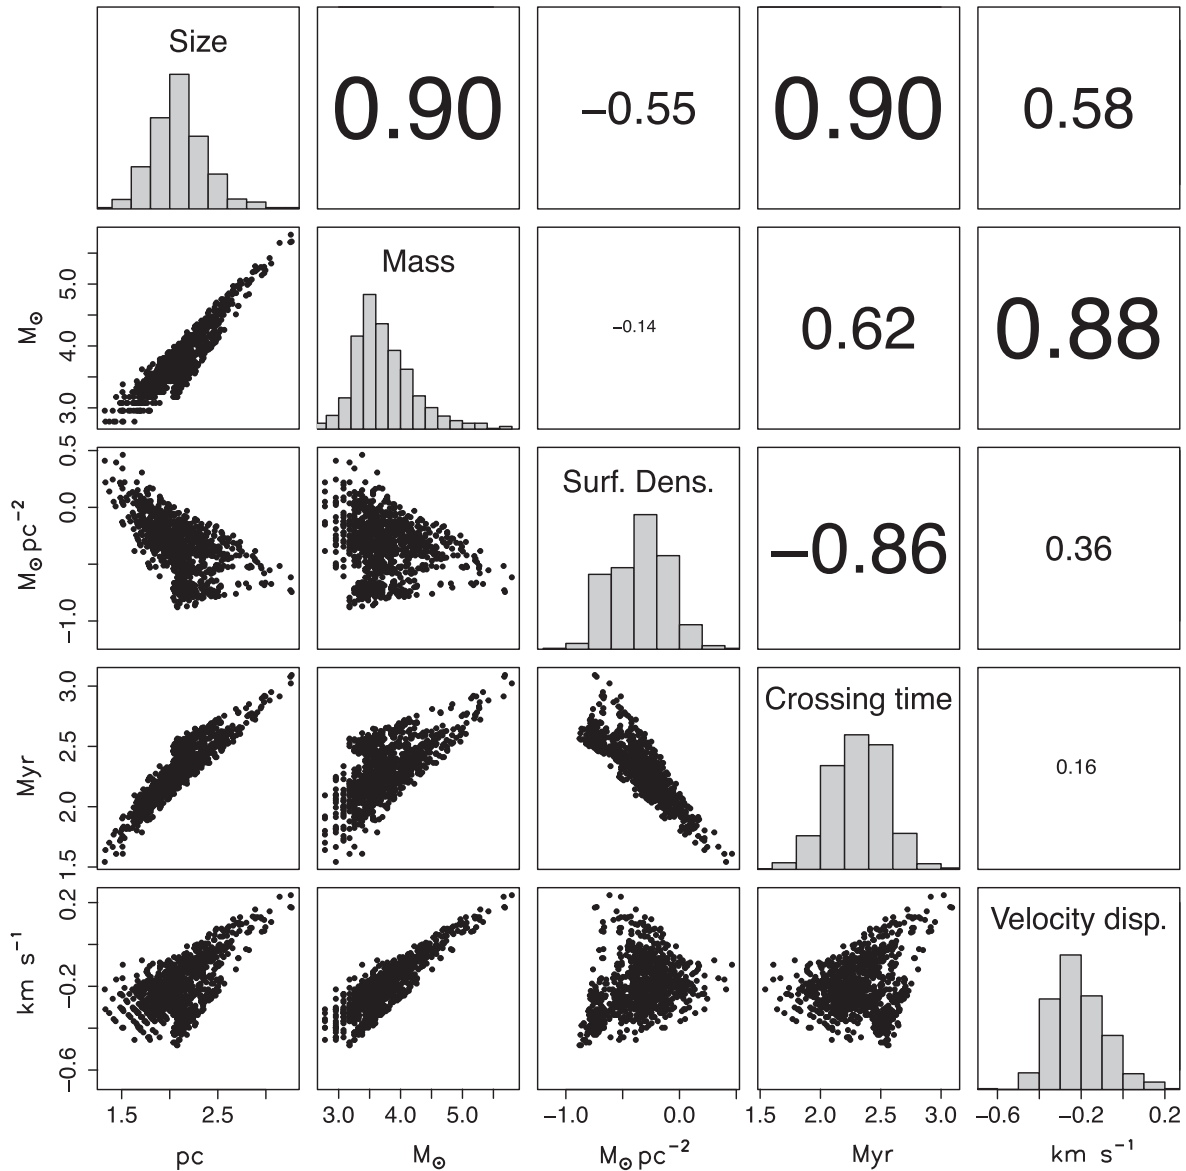 Size
0.90
−0.55
0.90
0.58
M⊙
5.0
4.0
3.0
Mass
−0.14
0.62
0.88
M⊙ pc⁻²
0.5
0.0
−1.0
Surf. Dens.
−0.86
0.36
Myr
3.0
2.5
2.0
1.5
Crossing time
0.16
km s⁻¹
0.2
−0.2
−0.6
Velocity disp.
1.5 2.5
3.0 4.0 5.0
−1.0 0.0
1.5 2.0 2.5 3.0
−0.6 −0.2 0.2
pc
M⊙
M⊙ pc⁻²
Myr
km s⁻¹